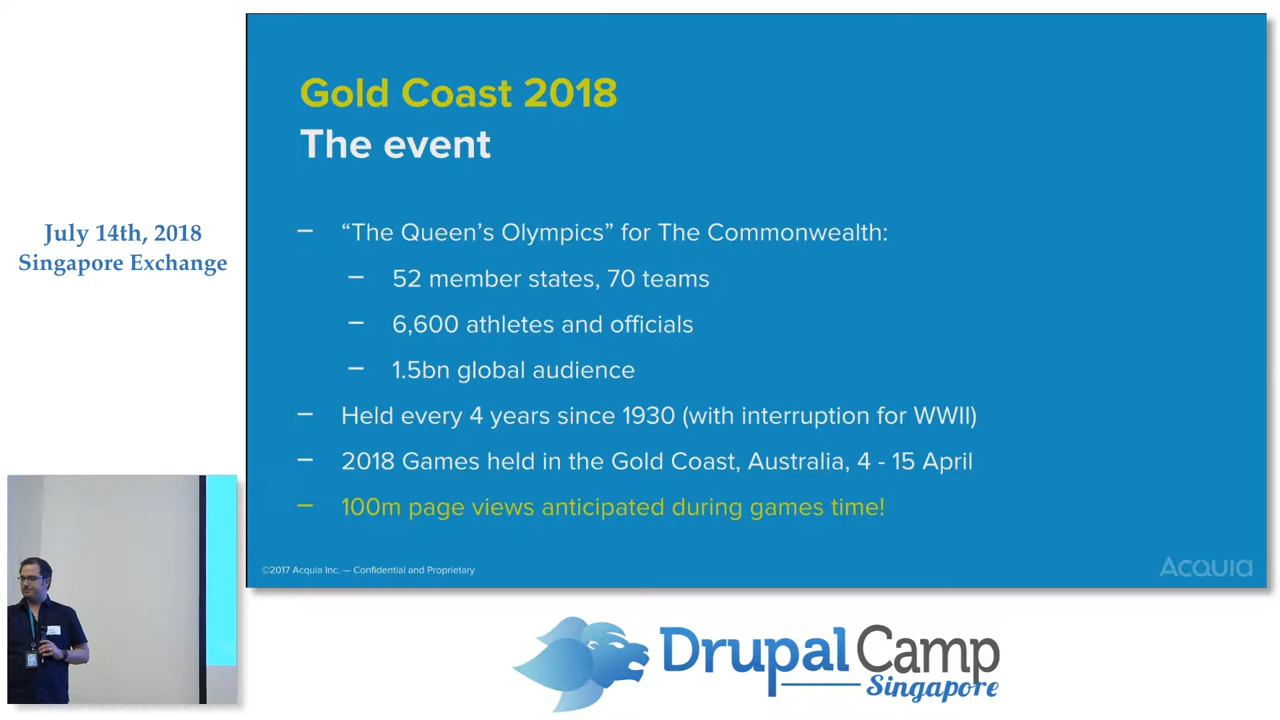 July 14th, 2018
Singapore Exchange
Gold Coast 2018
The event
– “The Queen’s Olympics” for The Commonwealth:
– 52 member states, 70 teams
– 6,600 athletes and officials
– 1.5bn global audience
– Held every 4 years since 1930 (with interruption for WWII)
– 2018 Games held in the Gold Coast, Australia, 4 - 15 April
– 100m page views anticipated during games time!
©2017 Acquia Inc. — Confidential and Proprietary
Acquia
DrupalCamp
Singapore